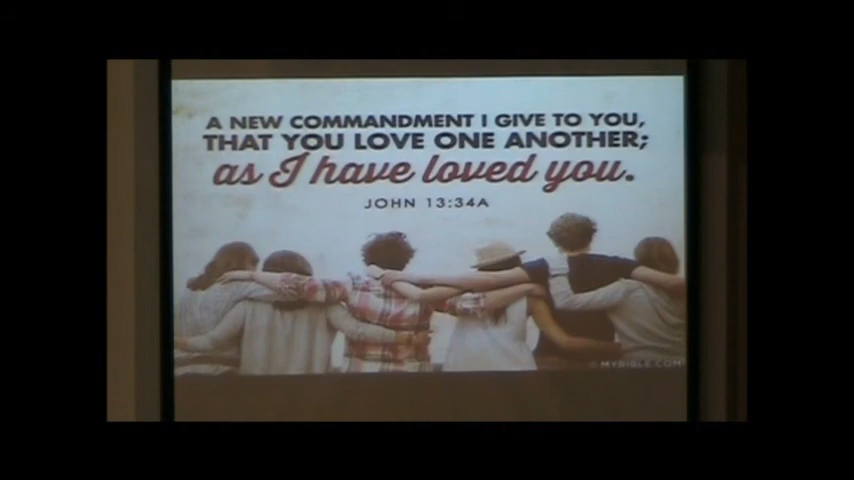 A NEW COMMANDMENT I GIVE TO YOU,
THAT YOU LOVE ONE ANOTHER;
as I have loved you.
JOHN 13:34A
© MYBIBLE.COM